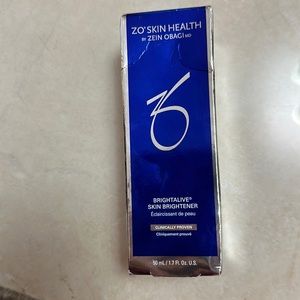 ZO® SKIN HEALTH
BY ZEIN OBAGI MD
BRIGHTALIVE®
SKIN BRIGHTENER
Éclaircissant de peau
CLINICALLY PROVEN
Cliniquement prouvé
50 mL / 1.7 Fl. Oz. U.S.